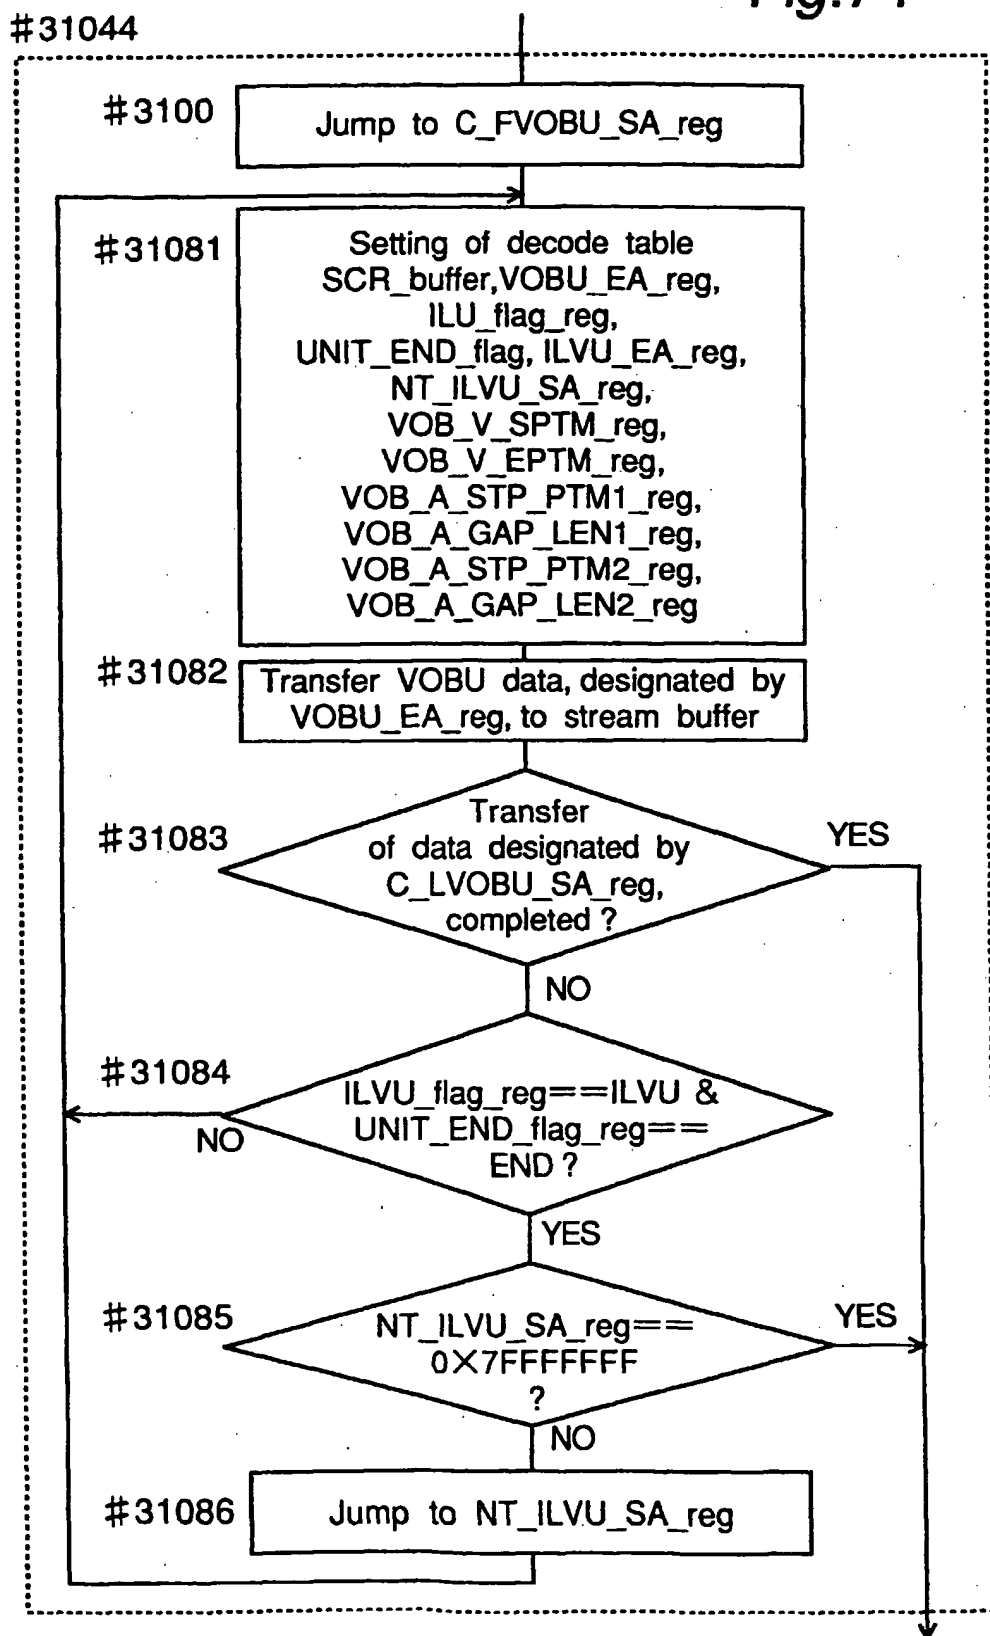 #31044
#3100
Jump to C_FVOBU_SA_reg
#31081
Setting of decode table
SCR_buffer,VOBU_EA_reg,
ILU_flag_reg,
UNIT_END_flag, ILVU_EA_reg,
NT_ILVU_SA_reg,
VOB_V_SPTM_reg,
VOB_V_EPTM_reg,
VOB_A_STP_PTM1_reg,
VOB_A_GAP_LEN1_reg,
VOB_A_STP_PTM2_reg,
VOB_A_GAP_LEN2_reg
#31082
Transfer VOBU data, designated by
VOBU_EA_reg, to stream buffer
#31083
Transfer
of data designated by
C_LVOBU_SA_reg,
completed ?
YES
NO
#31084
ILVU_flag_reg==ILVU &
UNIT_END_flag_reg==
END ?
NO
YES
#31085
NT_ILVU_SA_reg==
0X7FFFFFFF
?
YES
NO
#31086
Jump to NT_ILVU_SA_reg